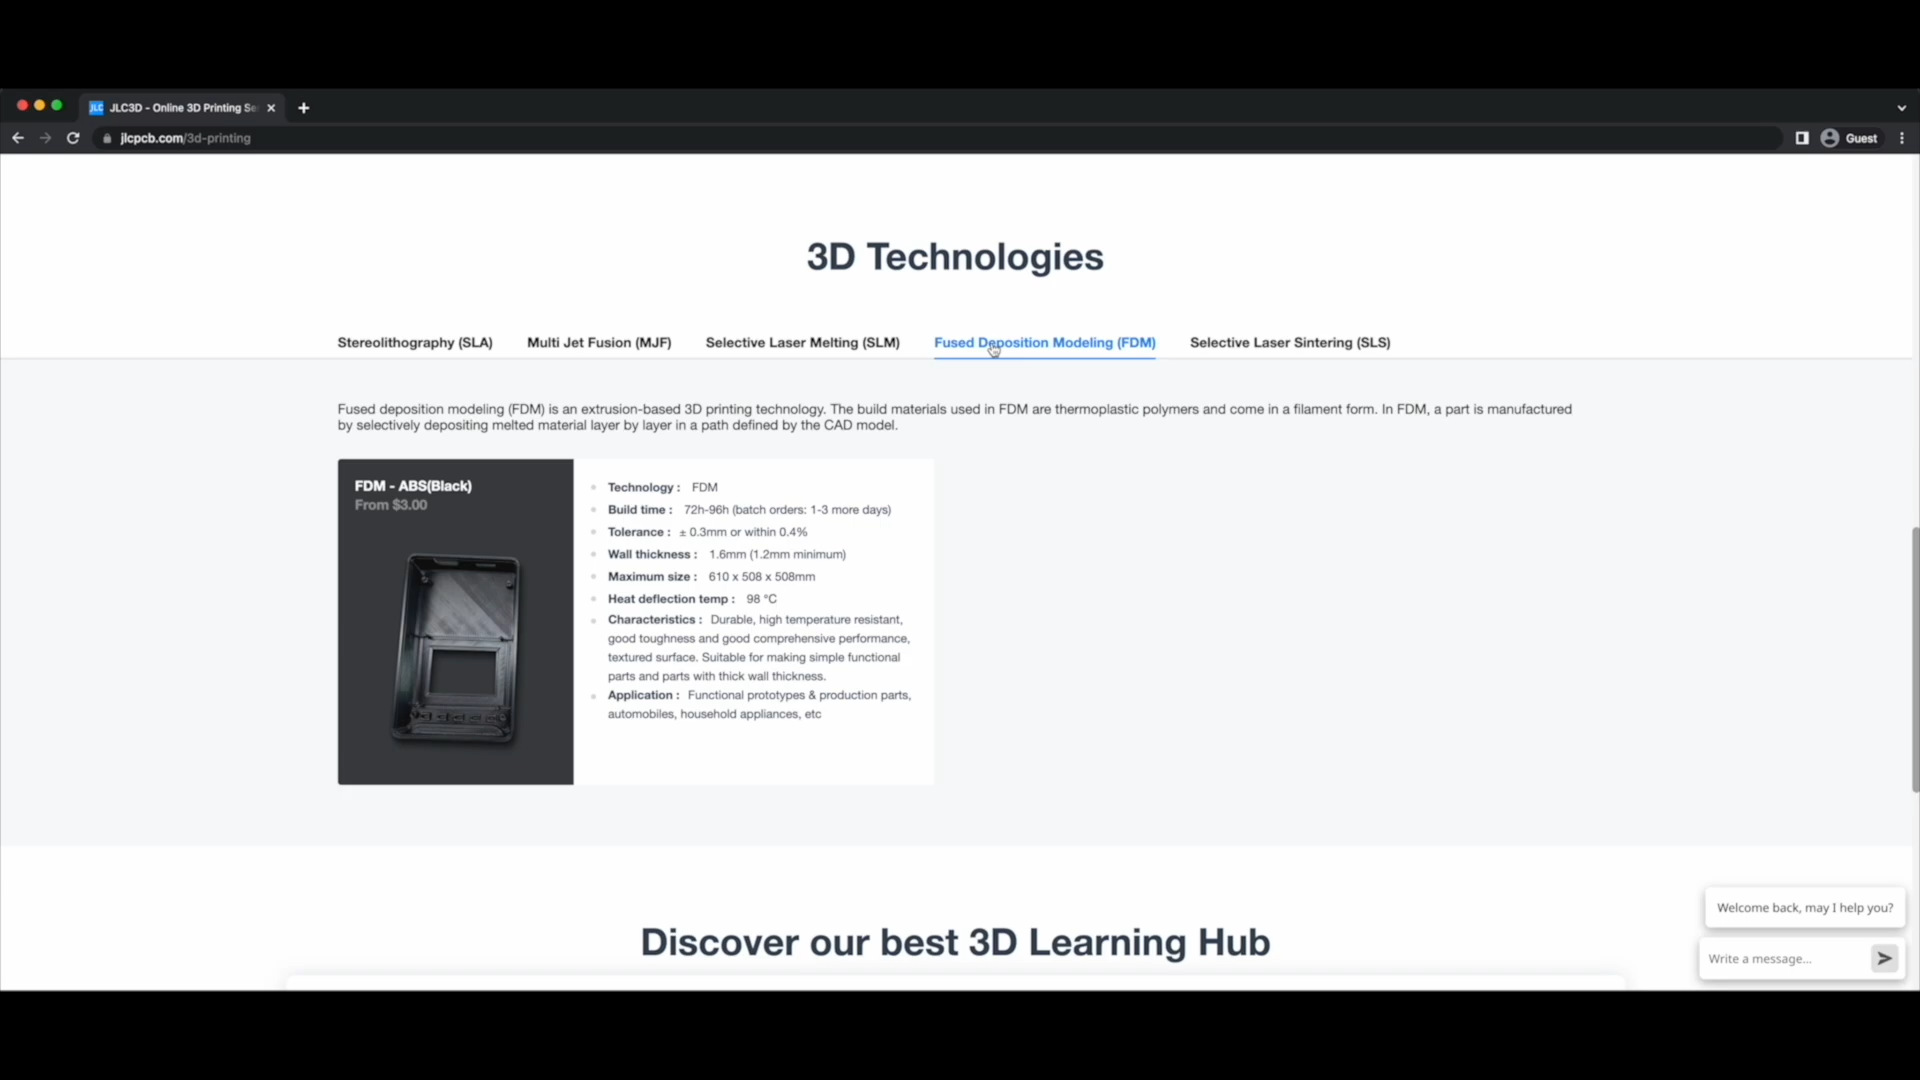 JLC JLC3D - Online 3D Printing Se
jlcpcb.com/3d-printing
Guest
3D Technologies
Stereolithography (SLA) Multi Jet Fusion (MJF) Selective Laser Melting (SLM) Fused Deposition Modeling (FDM) Selective Laser Sintering (SLS)
Fused deposition modeling (FDM) is an extrusion-based 3D printing technology. The build materials used in FDM are thermoplastic polymers and come in a filament form. In FDM, a part is manufactured
by selectively depositing melted material layer by layer in a path defined by the CAD model.
FDM - ABS(Black)
From $3.00
Technology : FDM
Build time : 72h-96h (batch orders: 1-3 more days)
Tolerance : ± 0.3mm or within 0.4%
Wall thickness : 1.6mm (1.2mm minimum)
Maximum size : 610 x 508 x 508mm
Heat deflection temp : 98 °C
Characteristics : Durable, high temperature resistant,
good toughness and good comprehensive performance,
textured surface. Suitable for making simple functional
parts and parts with thick wall thickness.
Application : Functional prototypes & production parts,
automobiles, household appliances, etc
Discover our best 3D Learning Hub
Welcome back, may I help you?
Write a message...